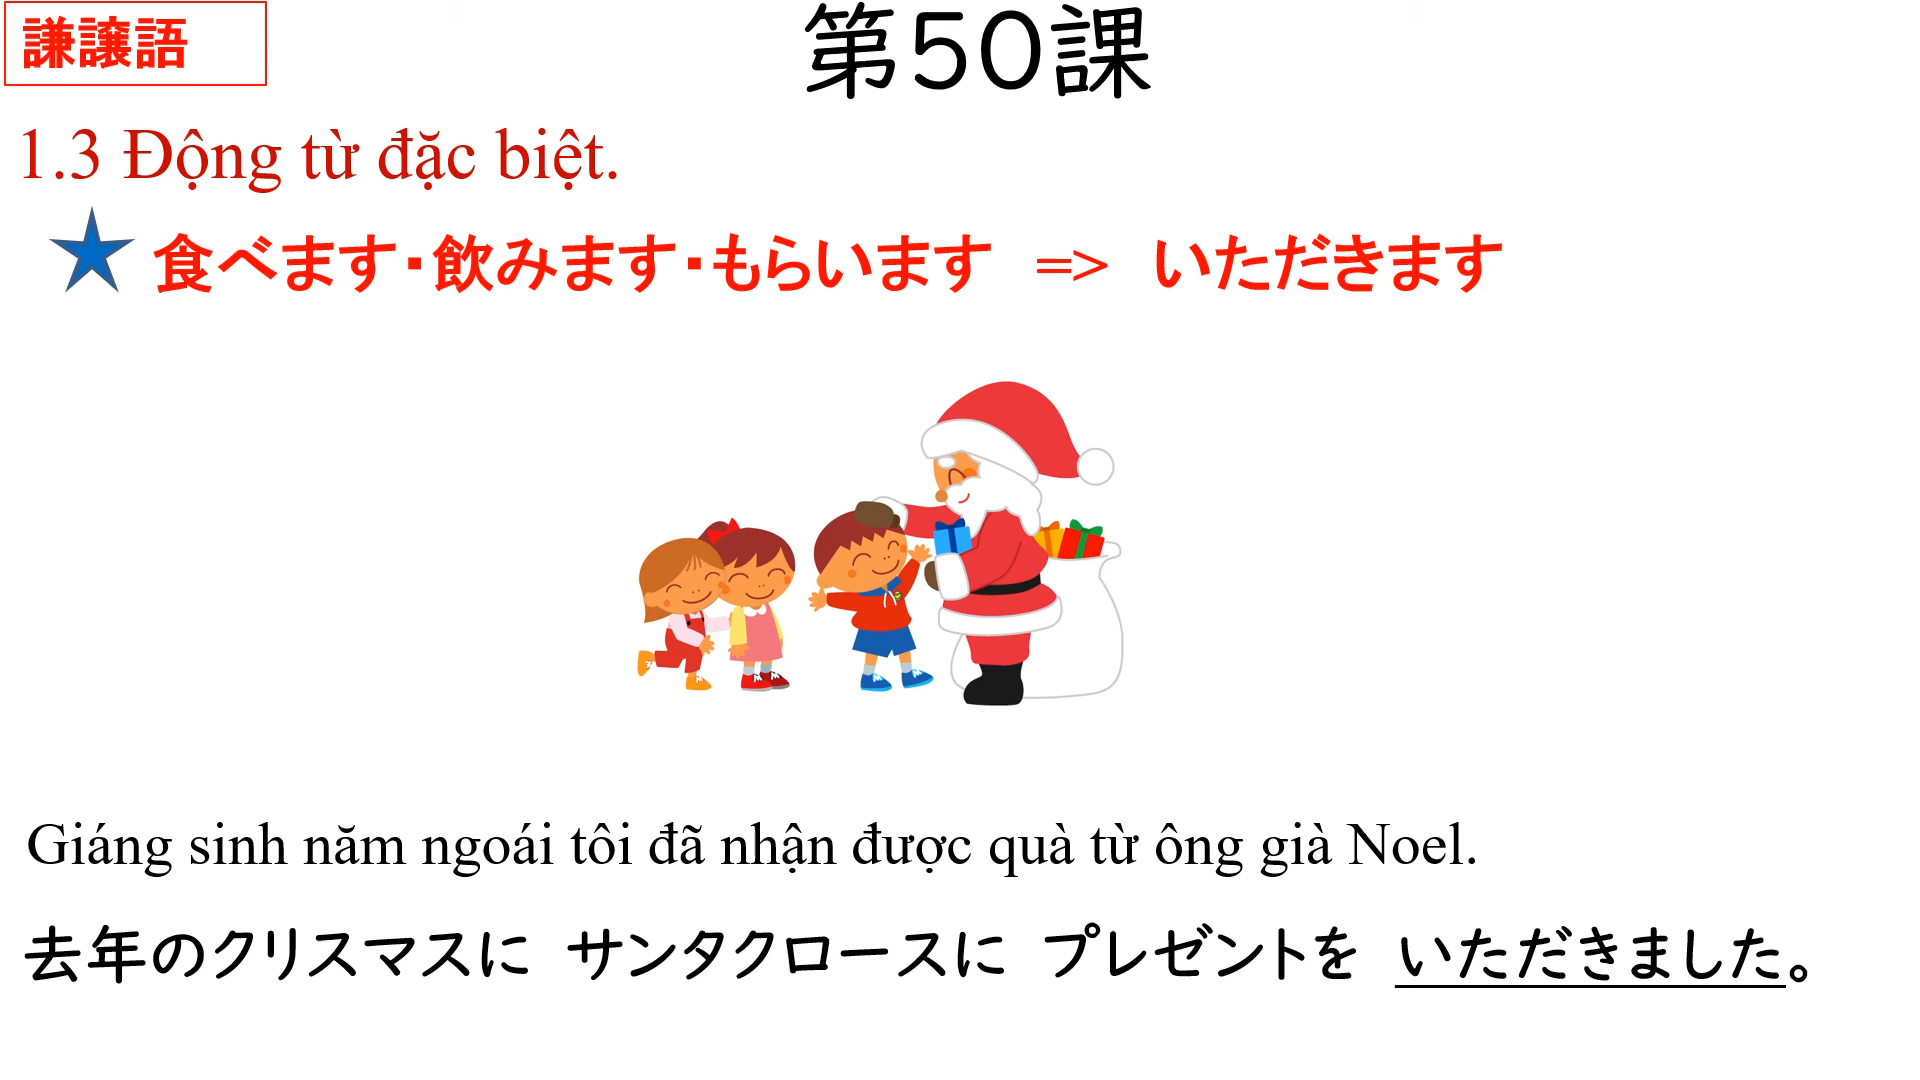 謙譲語
第50課
1.3 Động từ đặc biệt.
食べます・飲みます・もらいます => いただきます
Giáng sinh năm ngoái tôi đã nhận được quà từ ông già Noel.
去年のクリスマスに サンタクロースに プレゼントを いただきました。